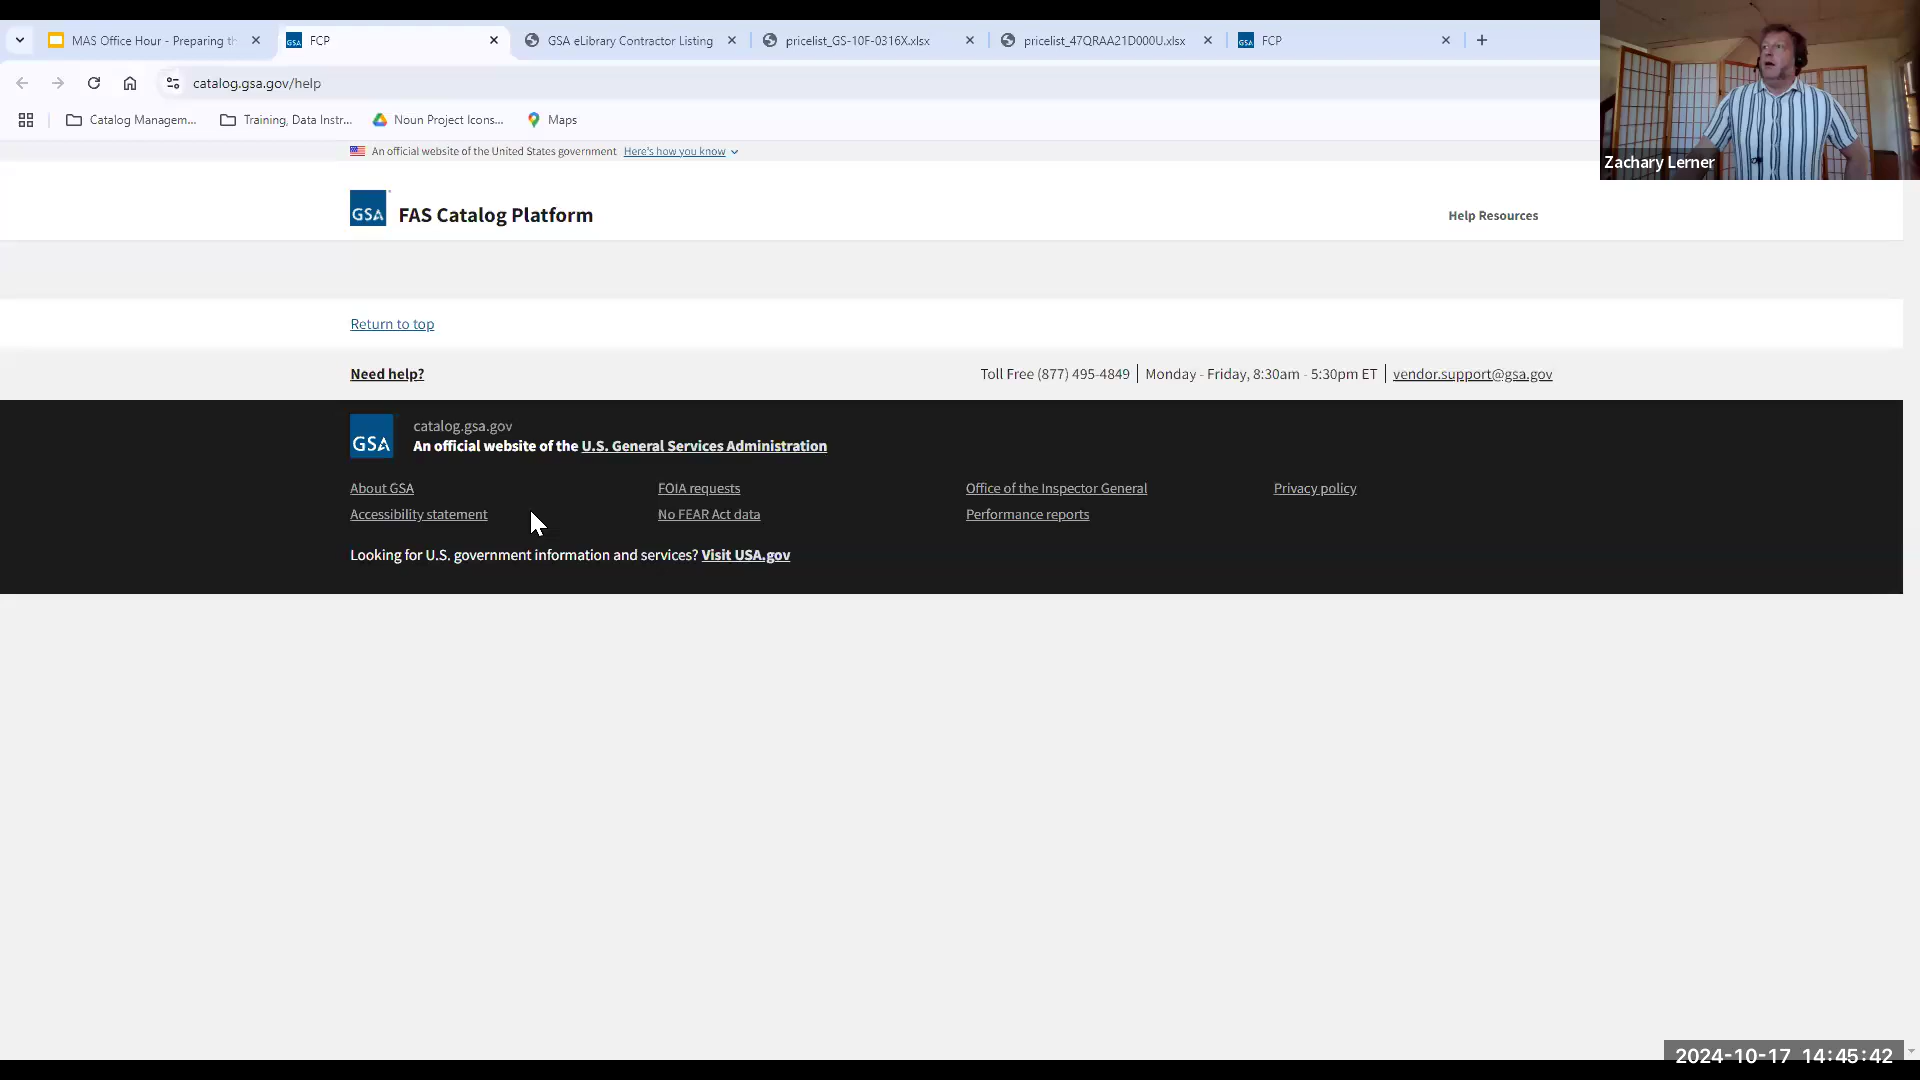 MAS Office Hour - Preparing th
FCP
GSA eLibrary Contractor Listing
pricelist_GS-10F-0316X.xlsx
pricelist_47QRAA21D000U.xlsx
FCP
catalog.gsa.gov/help
Catalog Managem...
Training, Data Instr...
Noun Project Icons...
Maps
Zachary Lerner
An official website of the United States government Here's how you know
GSA FAS Catalog Platform
Help Resources
Return to top
Need help?
Toll Free (877) 495-4849 | Monday - Friday, 8:30am - 5:30pm ET | vendor.support@gsa.gov
GSA
catalog.gsa.gov
An official website of the U.S. General Services Administration
About GSA
FOIA requests
Office of the Inspector General
Privacy policy
Accessibility statement
No FEAR Act data
Performance reports
Looking for U.S. government information and services? Visit USA.gov
2024-10-17 14:45:42